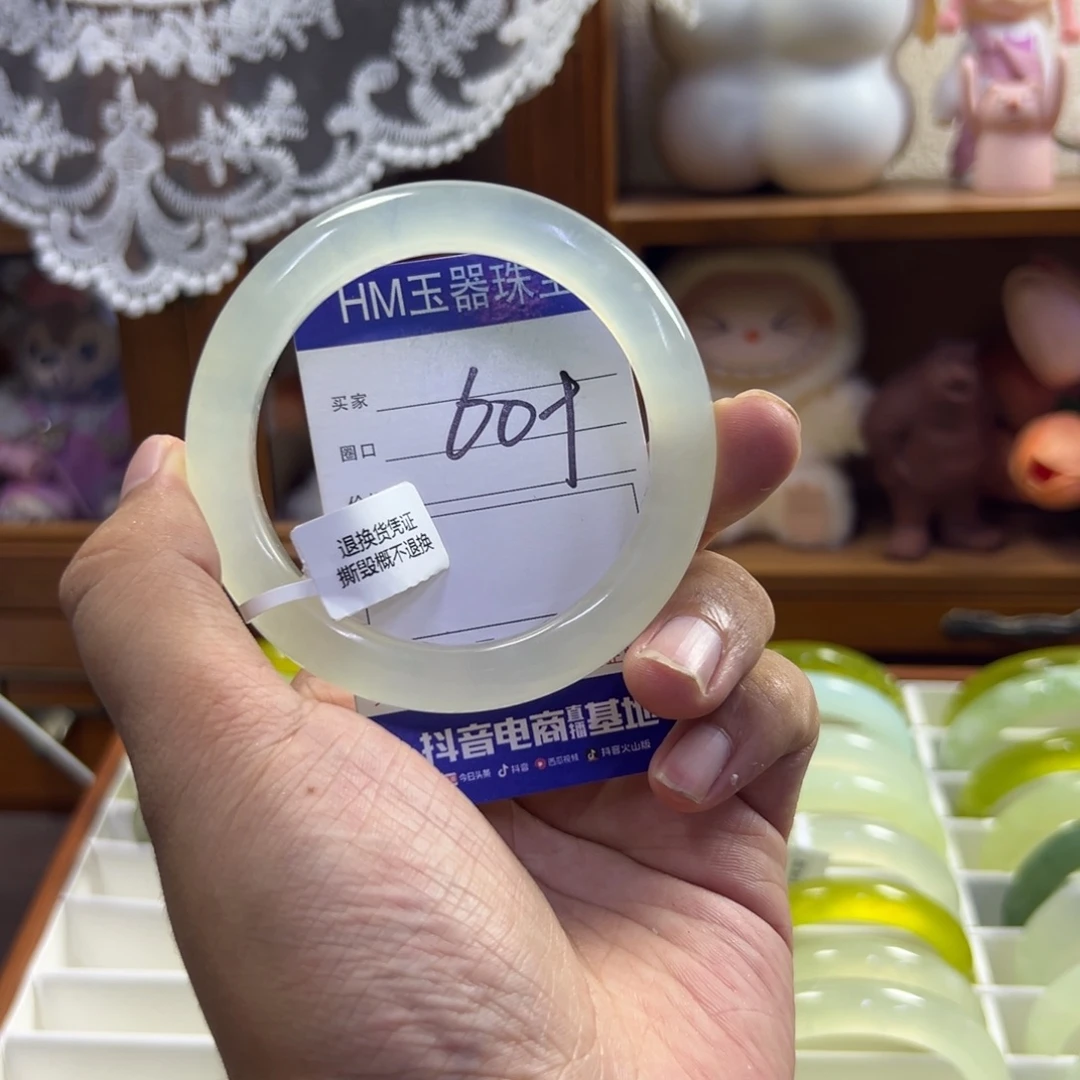 HM玉器珠宝
买家
圈口
601
退换货凭证
撕毁概不退换
抖音电商直播基地
今日头条 抖音 西瓜视频 抖音火山版